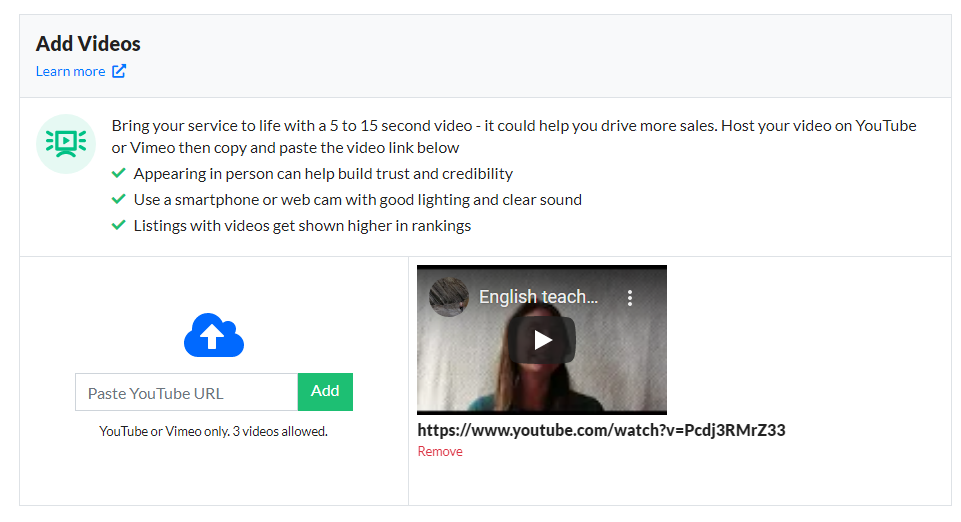 Add Videos
Learn more
Bring your service to life with a 5 to 15 second video - it could help you drive more sales. Host your video on YouTube
or Vimeo then copy and paste the video link below
Appearing in person can help build trust and credibility
Use a smartphone or web cam with good lighting and clear sound
Listings with videos get shown higher in rankings
English teach...
Paste YouTube URL
Add
YouTube or Vimeo only. 3 videos allowed.
https://www.youtube.com/watch?v=Pcdj3RMrZ33
Remove